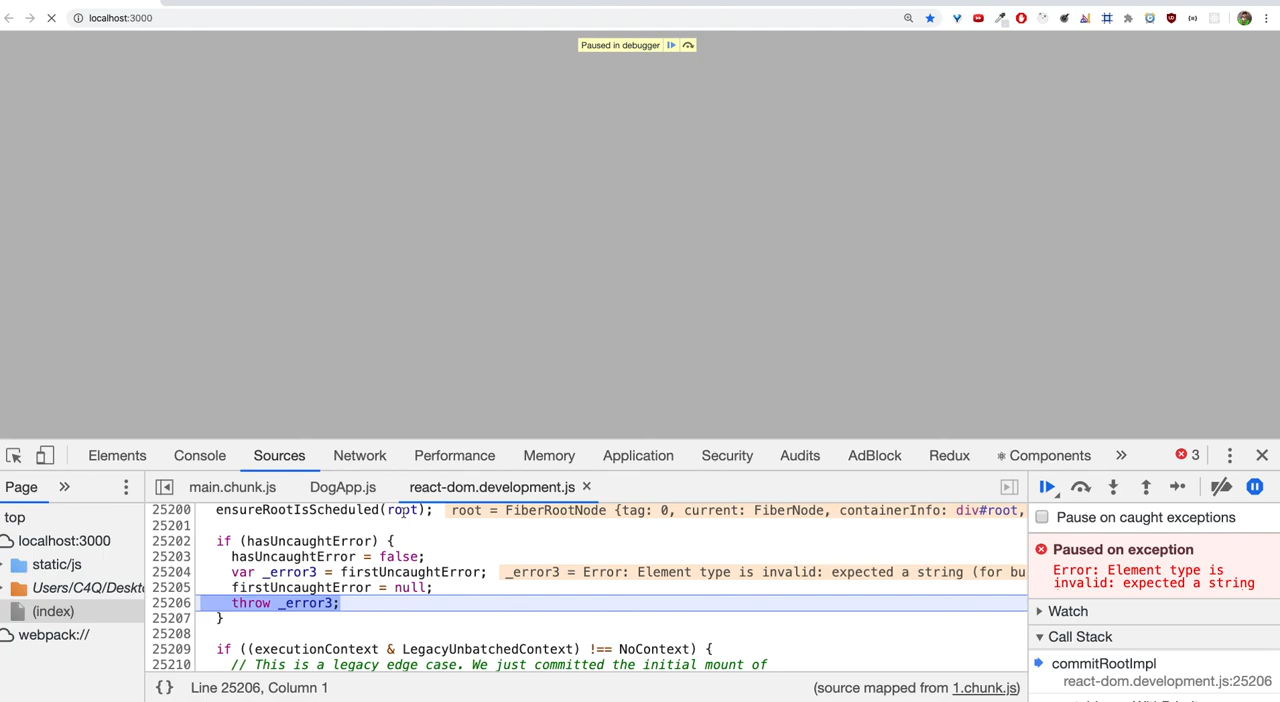 localhost:3000
Paused in debugger
Elements Console Sources Network Performance Memory Lighthouse Application Security Audits AdBlock Redux Components » 3
Page » main.chunk.js DogApp.js react-dom.development.js ×
top
localhost:3000
static/js
Users/C4Q/Deskt
(index)
webpack://
25200 ensureRootIsScheduled(root); root = FiberRootNode {tag: 0, current: FiberNode, containerInfo: div#root,
25201
25202 if (hasUncaughtError) {
25203 hasUncaughtError = false;
25204 var _error3 = firstUncaughtError; _error3 = Error: Element type is invalid: expected a string (for bu
25205 firstUncaughtError = null;
25206 throw _error3;
25207 }
25208
25209 if ((executionContext & LegacyUnbatchedContext) !== NoContext) {
25210 // This is a legacy edge case. We just committed the initial mount of
{} Line 25206, Column 1 (source mapped from 1.chunk.js)
Pause on caught exceptions
Paused on exception
Error: Element type is
invalid: expected a string
Watch
Call Stack
commitRootImpl
react-dom.development.js:25206